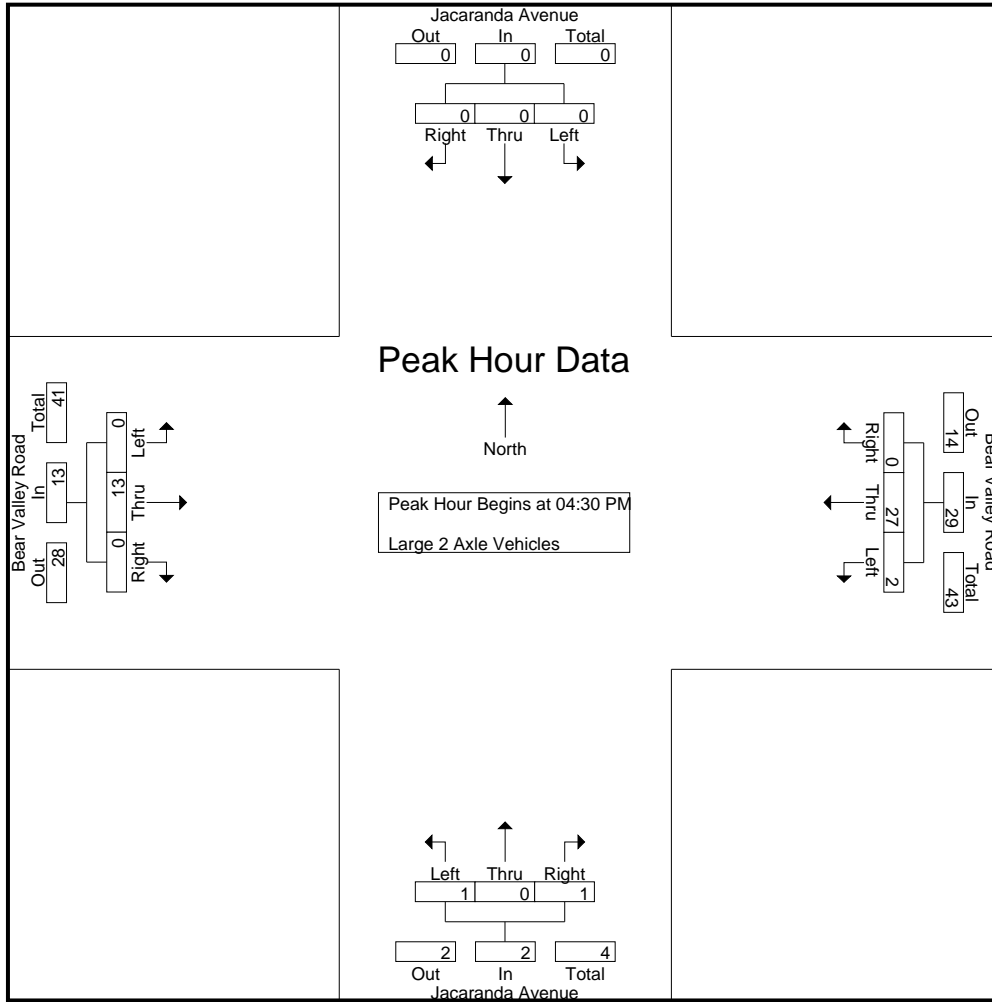 Jacaranda Avenue
Out In Total
0 0 0
0 0 0
Right Thru Left
Peak Hour Data
North
Peak Hour Begins at 04:30 PM
Large 2 Axle Vehicles
Bear Valley Road
Total In Out
41 13 28
0 13 0
Left Thru Right
Bear Valley Road
Out In Total
14 29 43
0 27 2
Right Thru Left
Left Thru Right
1 0 1
2 2 4
Out In Total
Jacaranda Avenue